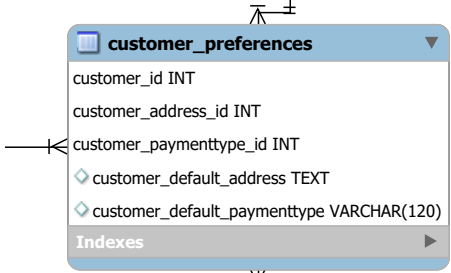 customer_preferences
customer_id INT
customer_address_id INT
customer_paymenttype_id INT
customer_default_address TEXT
customer_default_paymenttype VARCHAR(120)
Indexes